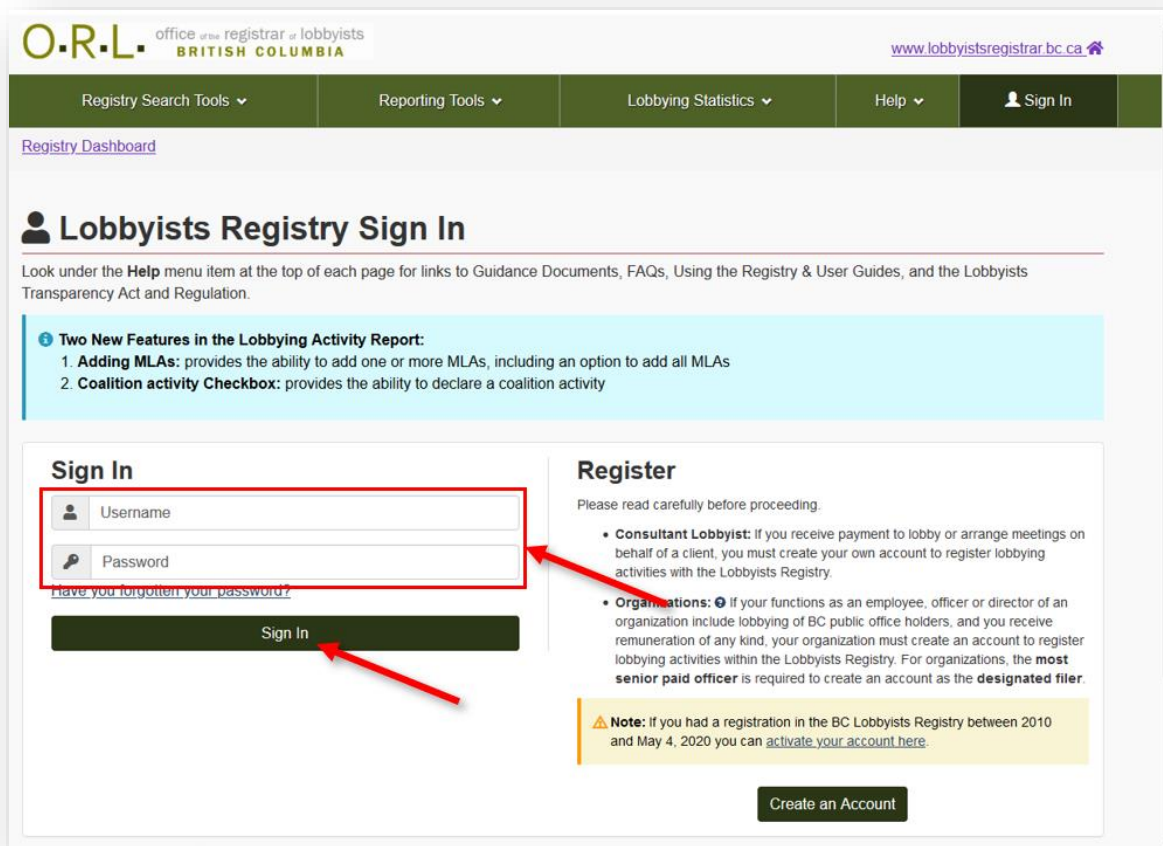 O.R.L. office of the registrar of lobbyists
BRITISH COLUMBIA
www.lobbyistsregistrar.bc.ca
Registry Search Tools
Reporting Tools
Lobbying Statistics
Help
Sign In
Registry Dashboard
Lobbyists Registry Sign In
Look under the Help menu item at the top of each page for links to Guidance Documents, FAQs, Using the Registry & User Guides, and the Lobbyists
Transparency Act and Regulation.
Two New Features in the Lobbying Activity Report:
1. Adding MLAs: provides the ability to add one or more MLAs, including an option to add all MLAs
2. Coalition activity Checkbox: provides the ability to declare a coalition activity
Sign In
Username
Password
Have you forgotten your password?
Sign In
Register
Please read carefully before proceeding.
• Consultant Lobbyist: If you receive payment to lobby or arrange meetings on
behalf of a client, you must create your own account to register lobbying
activities with the Lobbyists Registry.
• Organizations: If your functions as an employee, officer or director of an
organization include lobbying of BC public office holders, and you receive
remuneration of any kind, your organization must create an account to register
lobbying activities within the Lobbyists Registry. For organizations, the most
senior paid officer is required to create an account as the designated filer.
Note: If you had a registration in the BC Lobbyists Registry between 2010
and May 4, 2020 you can activate your account here.
Create an Account